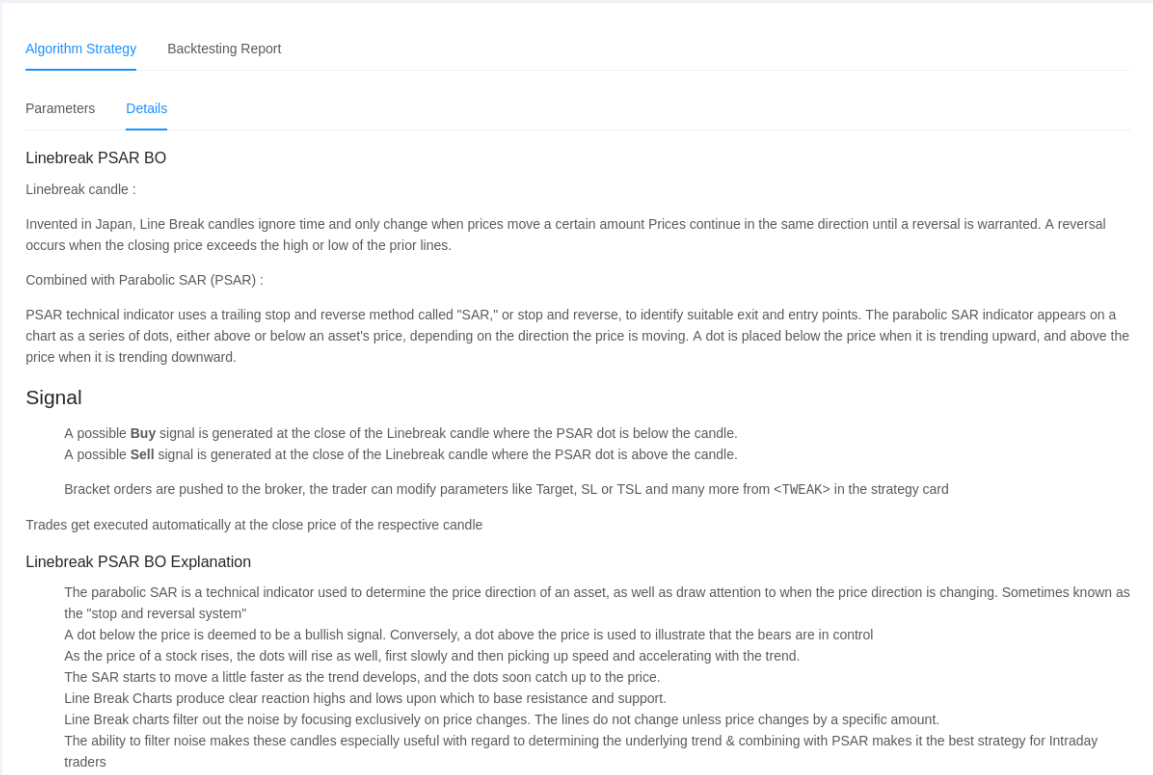 Algorithm Strategy Backtesting Report
Parameters Details
Linebreak PSAR BO
Linebreak candle :
Invented in Japan, Line Break candles ignore time and only change when prices move a certain amount Prices continue in the same direction until a reversal is warranted. A reversal
occurs when the closing price exceeds the high or low of the prior lines.
Combined with Parabolic SAR (PSAR) :
PSAR technical indicator uses a trailing stop and reverse method called "SAR," or stop and reverse, to identify suitable exit and entry points. The parabolic SAR indicator appears on a
chart as a series of dots, either above or below an asset's price, depending on the direction the price is moving. A dot is placed below the price when it is trending upward, and above the
price when it is trending downward.
Signal
A possible Buy signal is generated at the close of the Linebreak candle where the PSAR dot is below the candle.
A possible Sell signal is generated at the close of the Linebreak candle where the PSAR dot is above the candle.
Bracket orders are pushed to the broker, the trader can modify parameters like Target, SL or TSL and many more from <TWEAK> in the strategy card
Trades get executed automatically at the close price of the respective candle
Linebreak PSAR BO Explanation
The parabolic SAR is a technical indicator used to determine the price direction of an asset, as well as draw attention to when the price direction is changing. Sometimes known as
the "stop and reversal system"
A dot below the price is deemed to be a bullish signal. Conversely, a dot above the price is used to illustrate that the bears are in control
As the price of a stock rises, the dots will rise as well, first slowly and then picking up speed and accelerating with the trend.
The SAR starts to move a little faster as the trend develops, and the dots soon catch up to the price.
Line Break Charts produce clear reaction highs and lows upon which to base resistance and support.
Line Break charts filter out the noise by focusing exclusively on price changes. The lines do not change unless price changes by a specific amount.
The ability to filter noise makes these candles especially useful with regard to determining the underlying trend & combining with PSAR makes it the best strategy for Intraday
traders